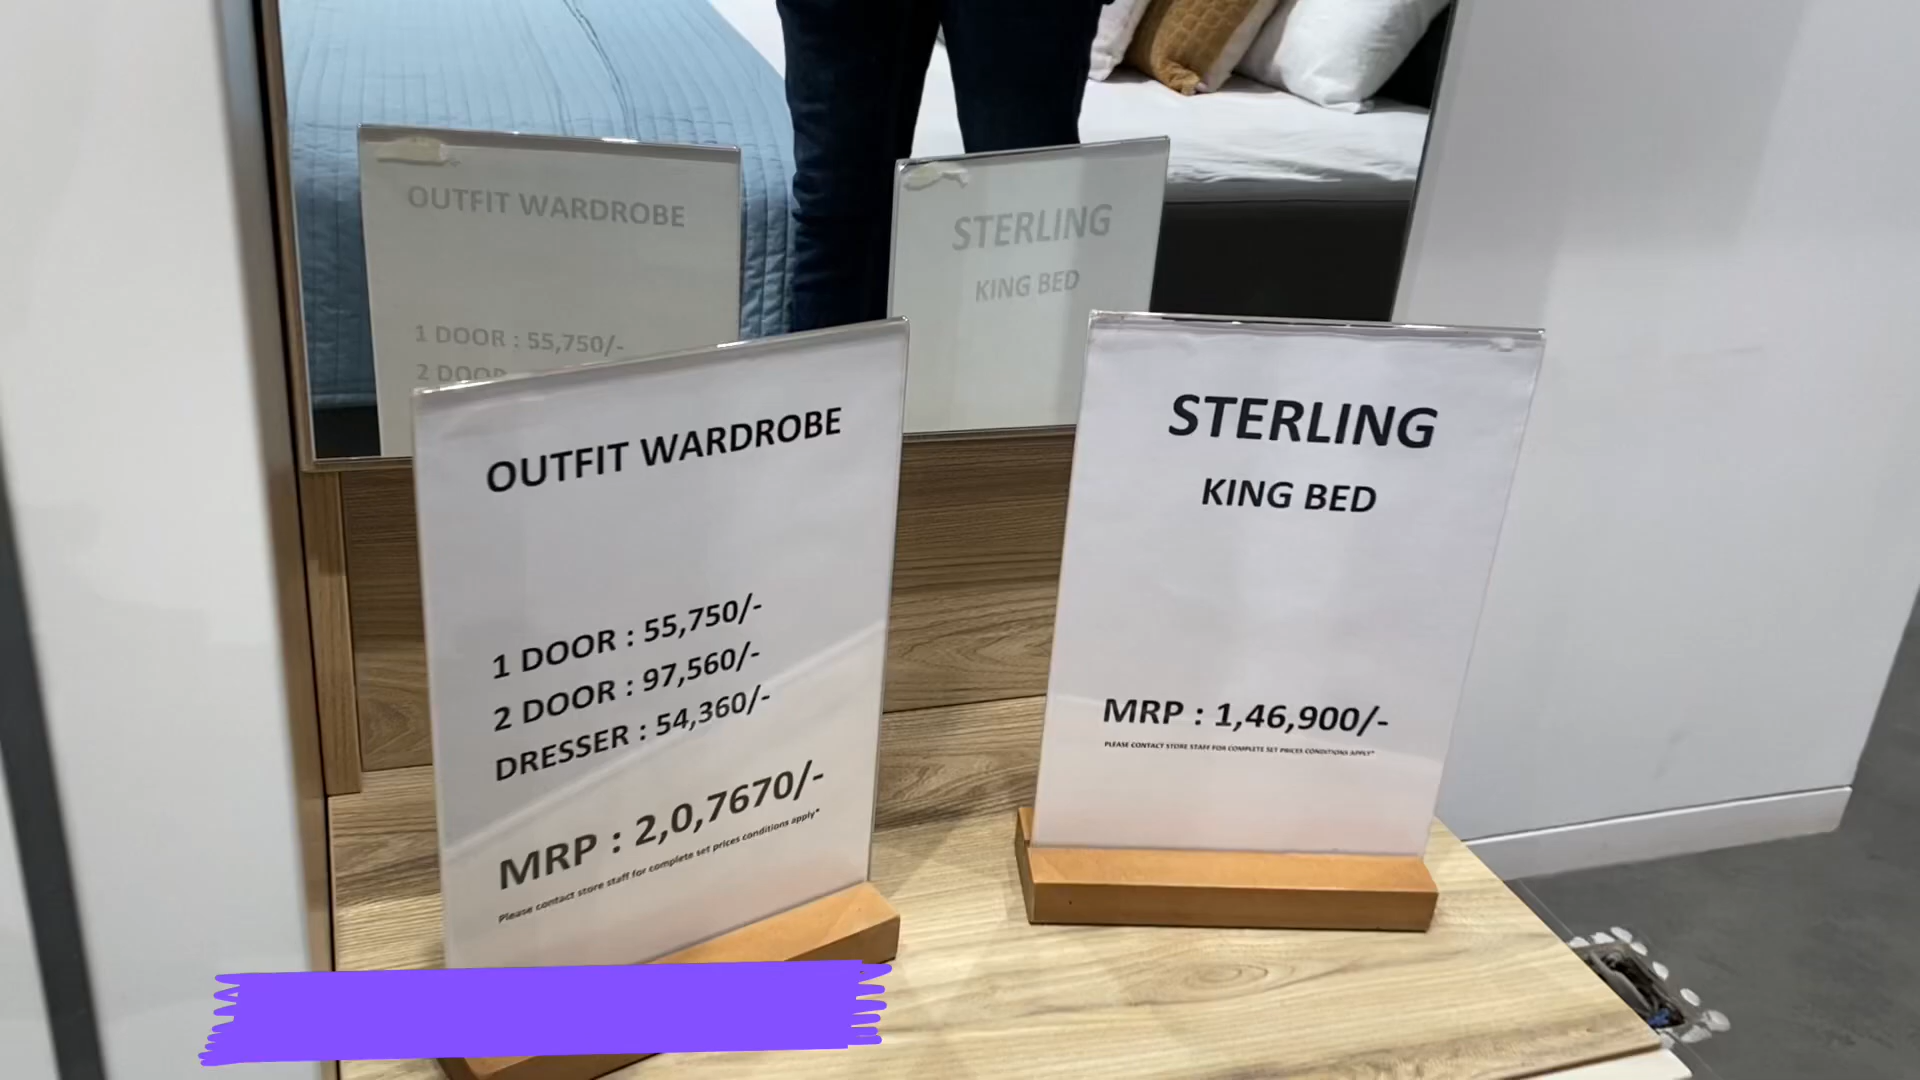 OUTFIT WARDROBE
1 DOOR : 55,750/-
2 DOOR
STERLING
KING BED
OUTFIT WARDROBE
1 DOOR : 55,750/-
2 DOOR : 97,560/-
DRESSER : 54,360/-
MRP : 2,0,7670/-
Please contact store staff for complete set prices conditions apply*
STERLING
KING BED
MRP : 1,46,900/-
PLEASE CONTACT STORE STAFF FOR COMPLETE SET PRICES CONDITIONS APPLY*